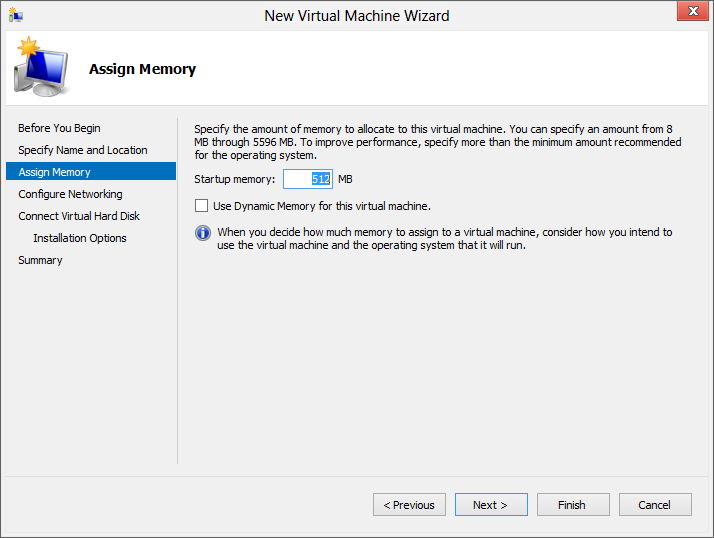 New Virtual Machine Wizard
Assign Memory
Before You Begin
Specify Name and Location
Assign Memory
Configure Networking
Connect Virtual Hard Disk
Installation Options
Summary
Specify the amount of memory to allocate to this virtual machine. You can specify an amount from 8
MB through 5596 MB. To improve performance, specify more than the minimum amount recommended
for the operating system.
Startup memory: 512 MB
Use Dynamic Memory for this virtual machine.
When you decide how much memory to assign to a virtual machine, consider how you intend to
use the virtual machine and the operating system that it will run.
< Previous Next > Finish Cancel